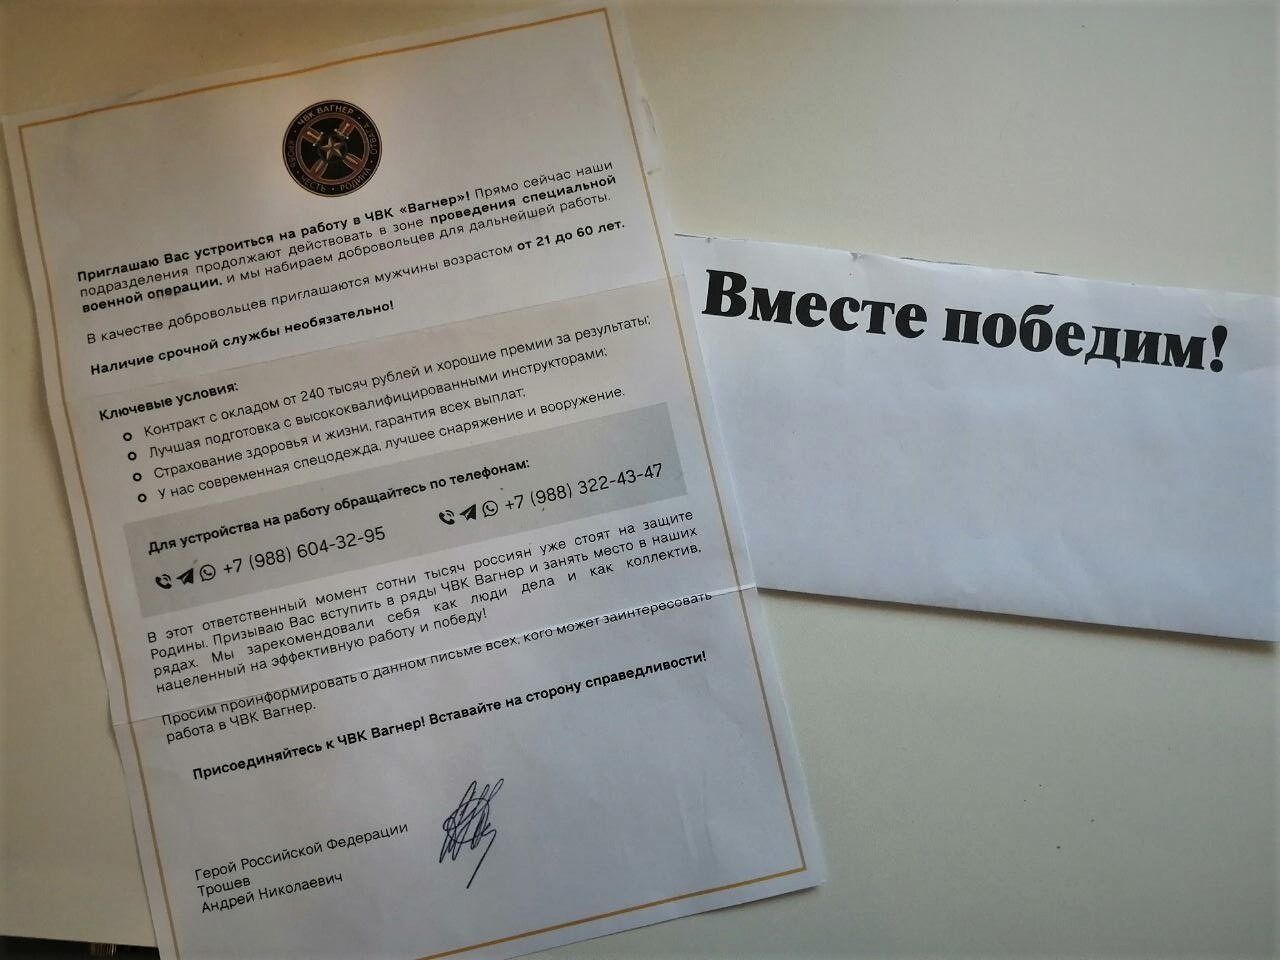 ЧВК ВАГНЕР
ЧЕСТЬ · РОДИНА
Приглашаю Вас устроиться на работу в ЧВК «Вагнер»! Прямо сейчас наши
подразделения продолжают действовать в зоне проведения специальной
военной операции, и мы набираем добровольцев для дальнейшей работы.
В качестве добровольцев приглашаются мужчины возрастом от 21 до 60 лет.
Наличие срочной службы необязательно!
Ключевые условия:
Контракт с окладом от 240 тысяч рублей и хорошие премии за результаты;
Лучшая подготовка с высококвалифицированными инструкторами;
Страхование здоровья и жизни, гарантия всех выплат;
У нас современная спецодежда, лучшее снаряжение и вооружение.
Для устройства на работу обращайтесь по телефонам:
+7 (988) 604-32-95 +7 (988) 322-43-47
В этот ответственный момент сотни тысяч россиян уже стоят на защите
Родины. Призываю Вас вступить в ряды ЧВК Вагнер и занять место в наших
рядах. Мы зарекомендовали себя как люди дела и как коллектив,
нацеленный на эффективную работу и победу!
Просим проинформировать о данном письме всех, кого может заинтересовать
работа в ЧВК Вагнер.
Присоединяйтесь к ЧВК Вагнер! Вставайте на сторону справедливости!
Герой Российской Федерации
Трошев
Андрей Николаевич
Вместе победим!